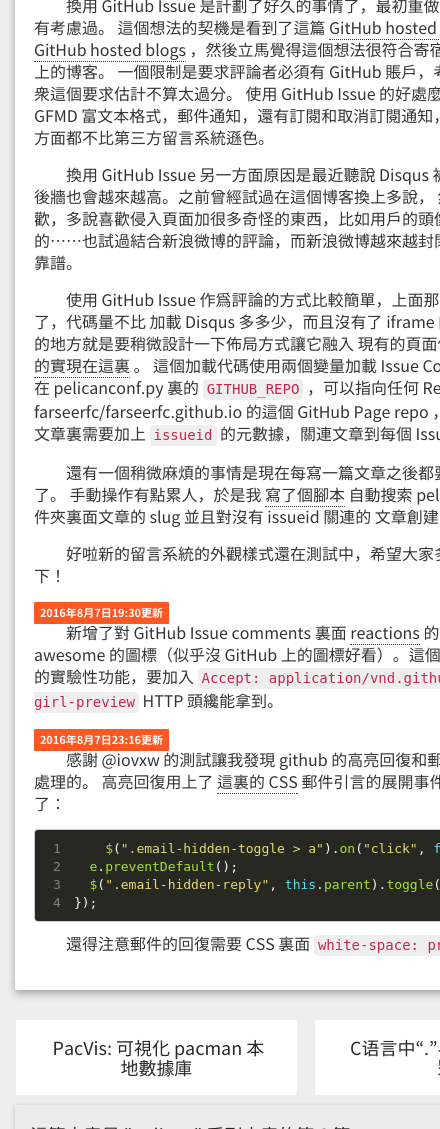 換用 GitHub Issue 是計劃了好久的事情了，最初重做
有考慮過。 這個想法的契機是看到了這篇 GitHub hosted
GitHub hosted blogs ，然後立馬覺得這個想法很符合寄宿
上的博客。 一個限制是要求評論者必須有 GitHub 賬戶，考
衆這個要求估計不算太過分。 使用 GitHub Issue 的好處麼
GFMD 富文本格式，郵件通知，還有訂閱和取消訂閱通知，
方面都不比第三方留言系統遜色。
換用 GitHub Issue 另一方面原因是最近聽說 Disqus 被
後牆也會越來越高。之前曾經試過在這個博客換上多說，
歡，多說喜歡侵入頁面加很多奇怪的東西，比如用戶的頭像
的……也試過結合新浪微博的評論，而新浪微博越來越封閉
靠譜。
使用 GitHub Issue 作爲評論的方式比較簡單，上面那
了，代碼量不比 加載 Disqus 多多少，而且沒有了 iframe
的地方就是要稍微設計一下佈局方式讓它融入 現有的頁面佈
的實現在這裏 。 這個加載代碼使用兩個變量加載 Issue Co
在 pelicanconf.py 裏的 GITHUB_REPO ，可以指向任何 Re
farseerfc/farseerfc.github.io 的這個 GitHub Page repo ，
文章裏需要加上 issueid 的元數據，關連文章到每個 Issu
還有一個稍微麻煩的事情是現在每寫一篇文章之後都要
了。 手動操作有點累人，於是我 寫了個腳本 自動搜索 pel
件夾裏面文章的 slug 並且對沒有 issueid 關連的 文章創建
好啦新的留言系統的外觀樣式還在測試中，希望大家多
下！
2016年8月7日19:30更新
新增了對 GitHub Issue comments 裏面 reactions 的
awesome 的圖標（似乎沒 GitHub 上的圖標好看）。這個
的實驗性功能，要加入 Accept: application/vnd.githu
girl-preview HTTP 頭纔能拿到。
2016年8月7日23:16更新
感謝 @iovxw 的測試讓我發現 github 的高亮回復和郵
處理的。 高亮回復用上了 這裏的 CSS 郵件引言的展開事件
了：
1 $(".email-hidden-toggle > a").on("click", f
2 e.preventDefault();
3 $(".email-hidden-reply", this.parent).toggle(
4 });
還得注意郵件的回復需要 CSS 裏面 white-space: pr
PacVis: 可視化 pacman 本
地數據庫
C语言中“.”